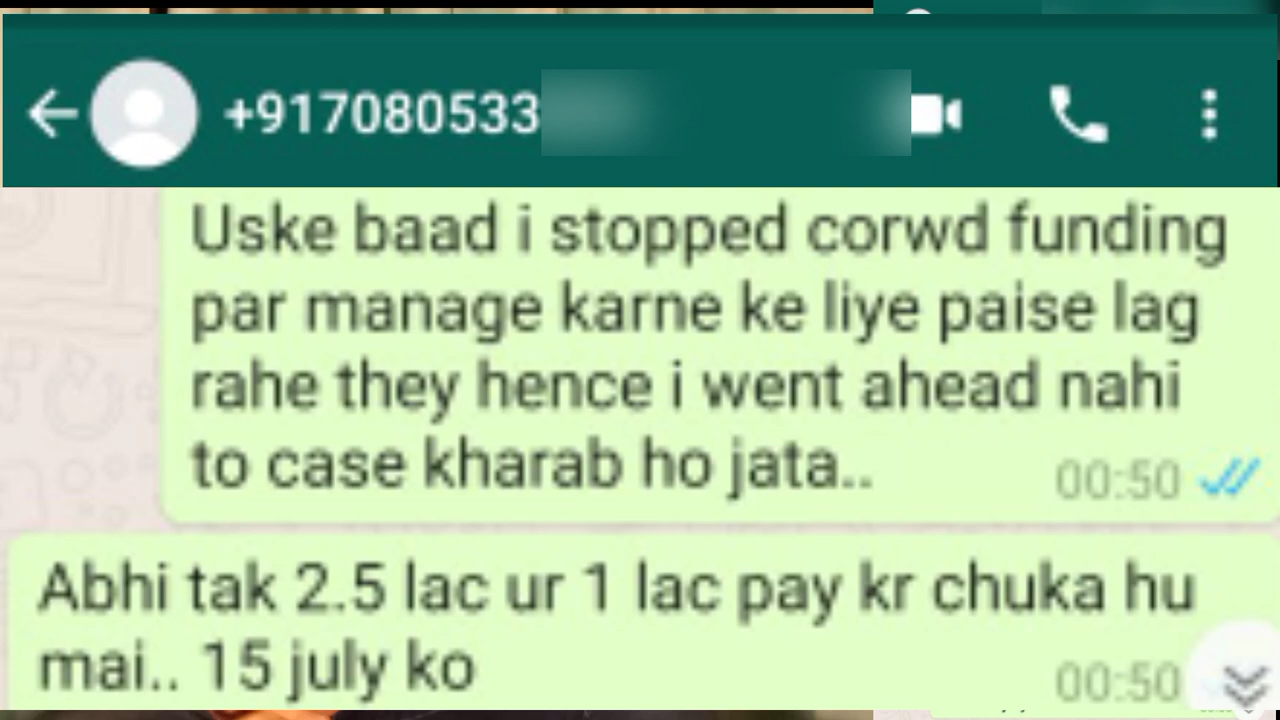 +917080533
Uske baad i stopped corwd funding
par manage karne ke liye paise lag
rahe they hence i went ahead nahi
to case kharab ho jata..
00:50
Abhi tak 2.5 lac ur 1 lac pay kr chuka hu
mai.. 15 july ko
00:50